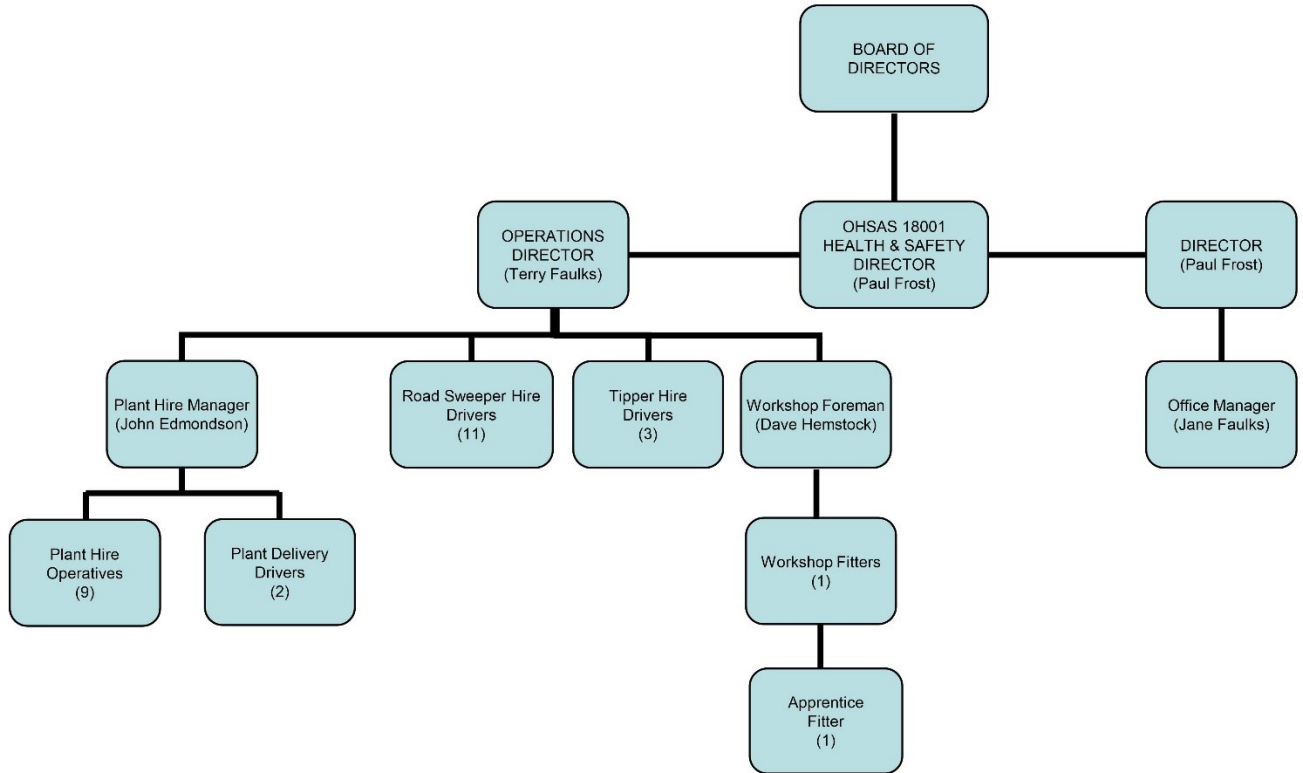 BOARD OF
DIRECTORS
OPERATIONS
DIRECTOR
(Terry Faulks)
OHSAS 18001
HEALTH & SAFETY
DIRECTOR
(Paul Frost)
DIRECTOR
(Paul Frost)
Plant Hire Manager
(John Edmondson)
Road Sweeper Hire
Drivers
(11)
Tipper Hire
Drivers
(3)
Workshop Foreman
(Dave Hemstock)
Office Manager
(Jane Faulks)
Plant Hire
Operatives
(9)
Plant Delivery
Drivers
(2)
Workshop Fitters
(1)
Apprentice
Fitter
(1)